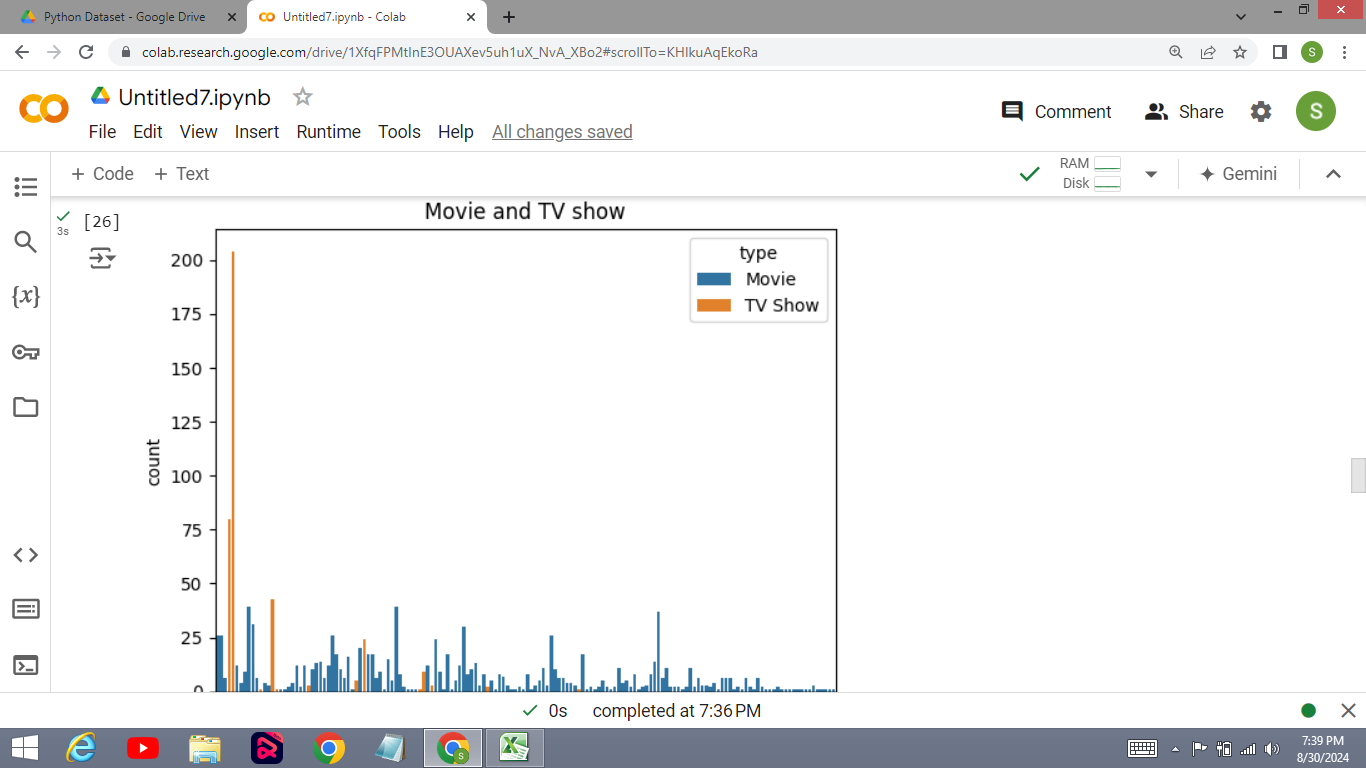 Python Dataset - Google Drive
Untitled7.ipynb - Colab
colab.research.google.com/drive/1XfqFPMtlnE3OUAXev5uh1uX_NvA_XBo2#scrollTo=KHlkuAqEkoRa
S
Untitled7.ipynb
Comment
Share
S
File Edit View Insert Runtime Tools Help All changes saved
+ Code + Text
RAM
Disk
Gemini
[26]
3s
{x}
Movie and TV show
type
Movie
TV Show
count
200
175
150
125
100
75
50
25
0
0s completed at 7:36 PM
S
7:39 PM
8/30/2024